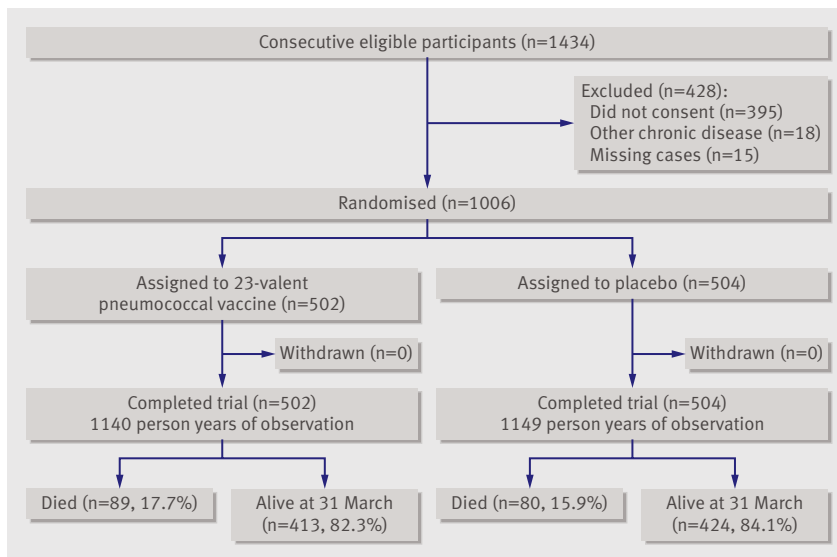 Consecutive eligible participants (n=1434)
Excluded (n=428):
Did not consent (n=395)
Other chronic disease (n=18)
Missing cases (n=15)
Randomised (n=1006)
Assigned to 23-valent
pneumococcal vaccine (n=502)
Assigned to placebo (n=504)
Withdrawn (n=0)
Withdrawn (n=0)
Completed trial (n=502)
1140 person years of observation
Completed trial (n=504)
1149 person years of observation
Died (n=89, 17.7%)
Alive at 31 March
(n=413, 82.3%)
Died (n=80, 15.9%)
Alive at 31 March
(n=424, 84.1%)